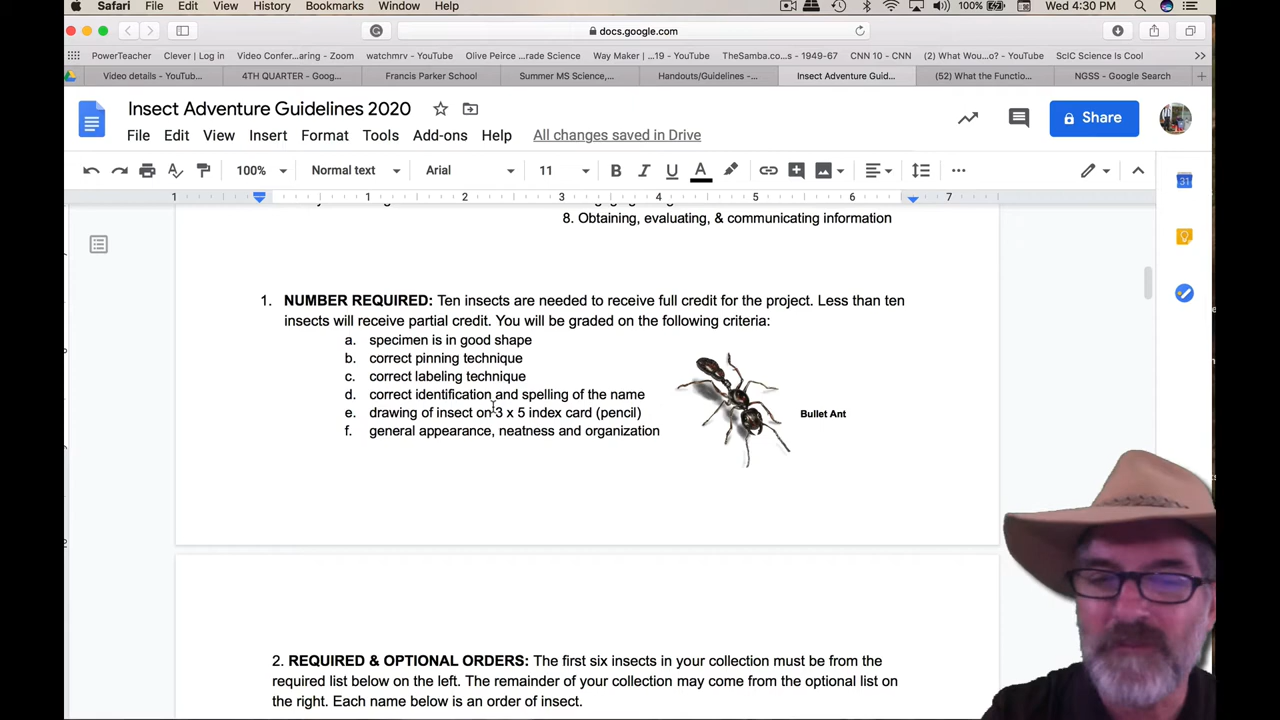 Safari File Edit View History Bookmarks Window Help 100% Wed 4:30 PM
docs.google.com
PowerTeacher Clever | Log in Video Confer...aring - Zoom watchmrv - YouTube Olive Peirce ...rade Science Way Maker | ...19 - YouTube TheSamba.co... s - 1949-67 CNN 10 - CNN (2) What Wou...o? - YouTube SciIC Science Is Cool
Video details - YouTub... 4TH QUARTER - Goog... Francis Parker School Summer MS Science,... Handouts/Guidelines -... Insect Adventure Guid... (52) What the Functio... NGSS - Google Search
Insect Adventure Guidelines 2020
File Edit View Insert Format Tools Add-ons Help All changes saved in Drive
Share
100% Normal text Arial 11 B I U A
1 1 2 3 4 5 6 7
31
8. Obtaining, evaluating, & communicating information
1. NUMBER REQUIRED: Ten insects are needed to receive full credit for the project. Less than ten
insects will receive partial credit. You will be graded on the following criteria:
a. specimen is in good shape
b. correct pinning technique
c. correct labeling technique
d. correct identification and spelling of the name
e. drawing of insect on 3 x 5 index card (pencil)
Bullet Ant
f. general appearance, neatness and organization
2. REQUIRED & OPTIONAL ORDERS: The first six insects in your collection must be from the
required list below on the left. The remainder of your collection may come from the optional list on
the right. Each name below is an order of insect.